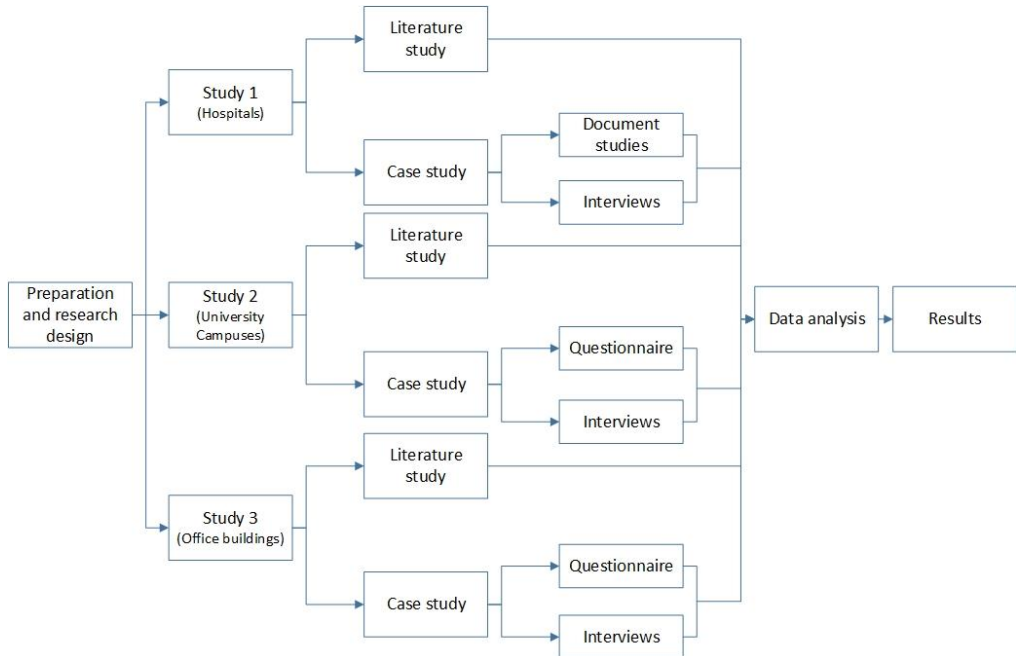 Preparation
and research
design
Study 1
(Hospitals)
Literature
study
Case study
Document
studies
Interviews
Study 2
(University
Campuses)
Literature
study
Case study
Questionnaire
Interviews
Study 3
(Office buildings)
Literature
study
Case study
Questionnaire
Interviews
Data analysis
Results